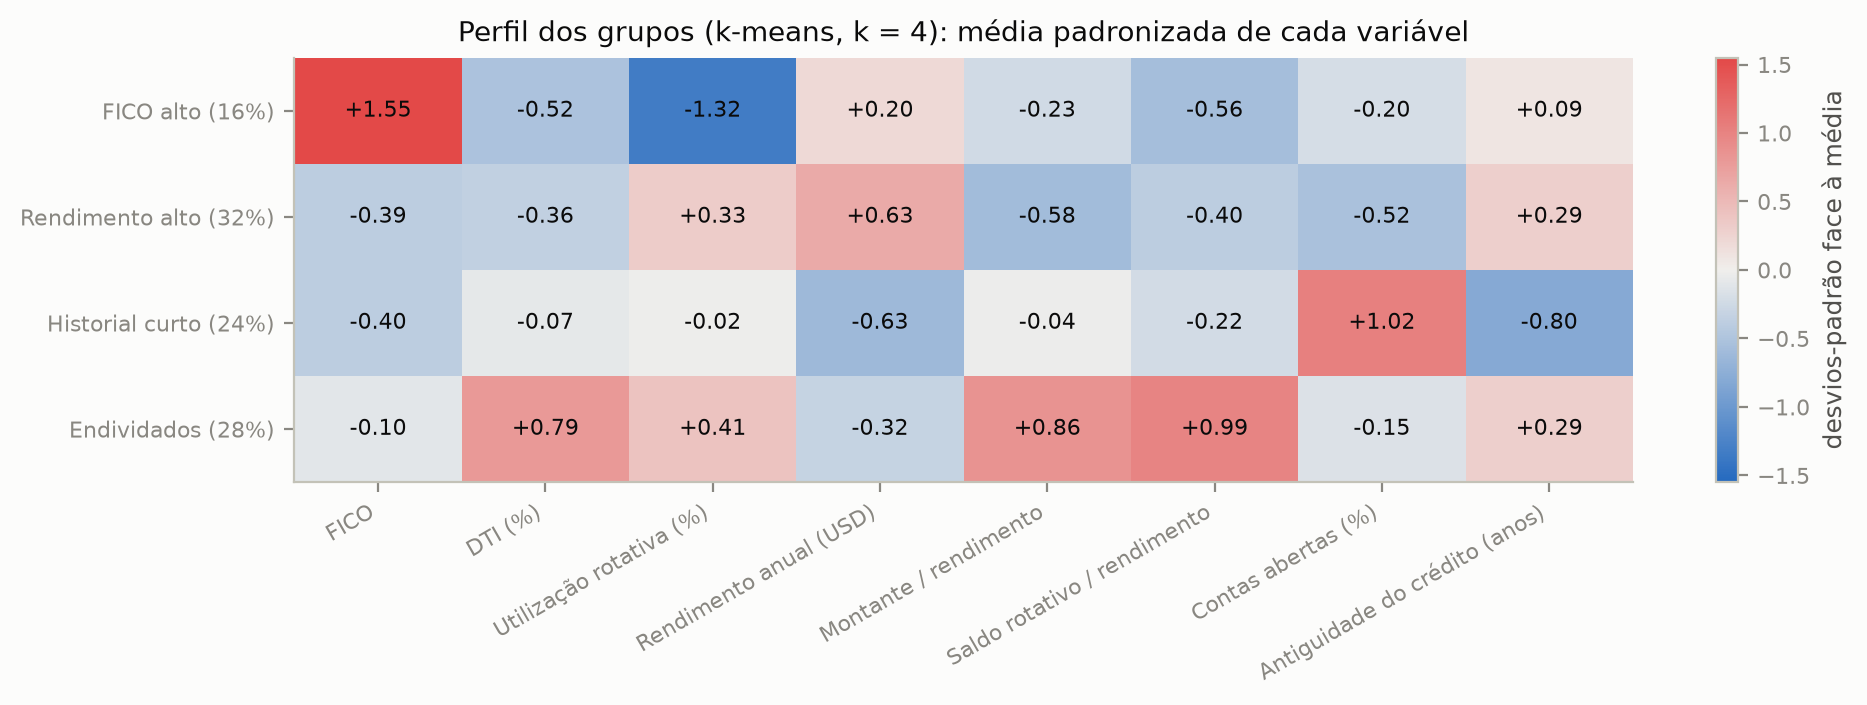 Perfil dos grupos (k-means, k = 4): média padronizada de cada variável
FICO alto (16%) +1.55 -0.52 -1.32 +0.20 -0.23 -0.56 -0.20 +0.09
Rendimento alto (32%) -0.39 -0.36 +0.33 +0.63 -0.58 -0.40 -0.52 +0.29
Historial curto (24%) -0.40 -0.07 -0.02 -0.63 -0.04 -0.22 +1.02 -0.80
Endividados (28%) -0.10 +0.79 +0.41 -0.32 +0.86 +0.99 -0.15 +0.29
FICO
DTI (%)
Utilização rotativa (%)
Rendimento anual (USD)
Montante / rendimento
Saldo rotativo / rendimento
Contas abertas (%)
Antiguidade do crédito (anos)
1.5
1.0
0.5
0.0
−0.5
−1.0
−1.5
desvios-padrão face à média